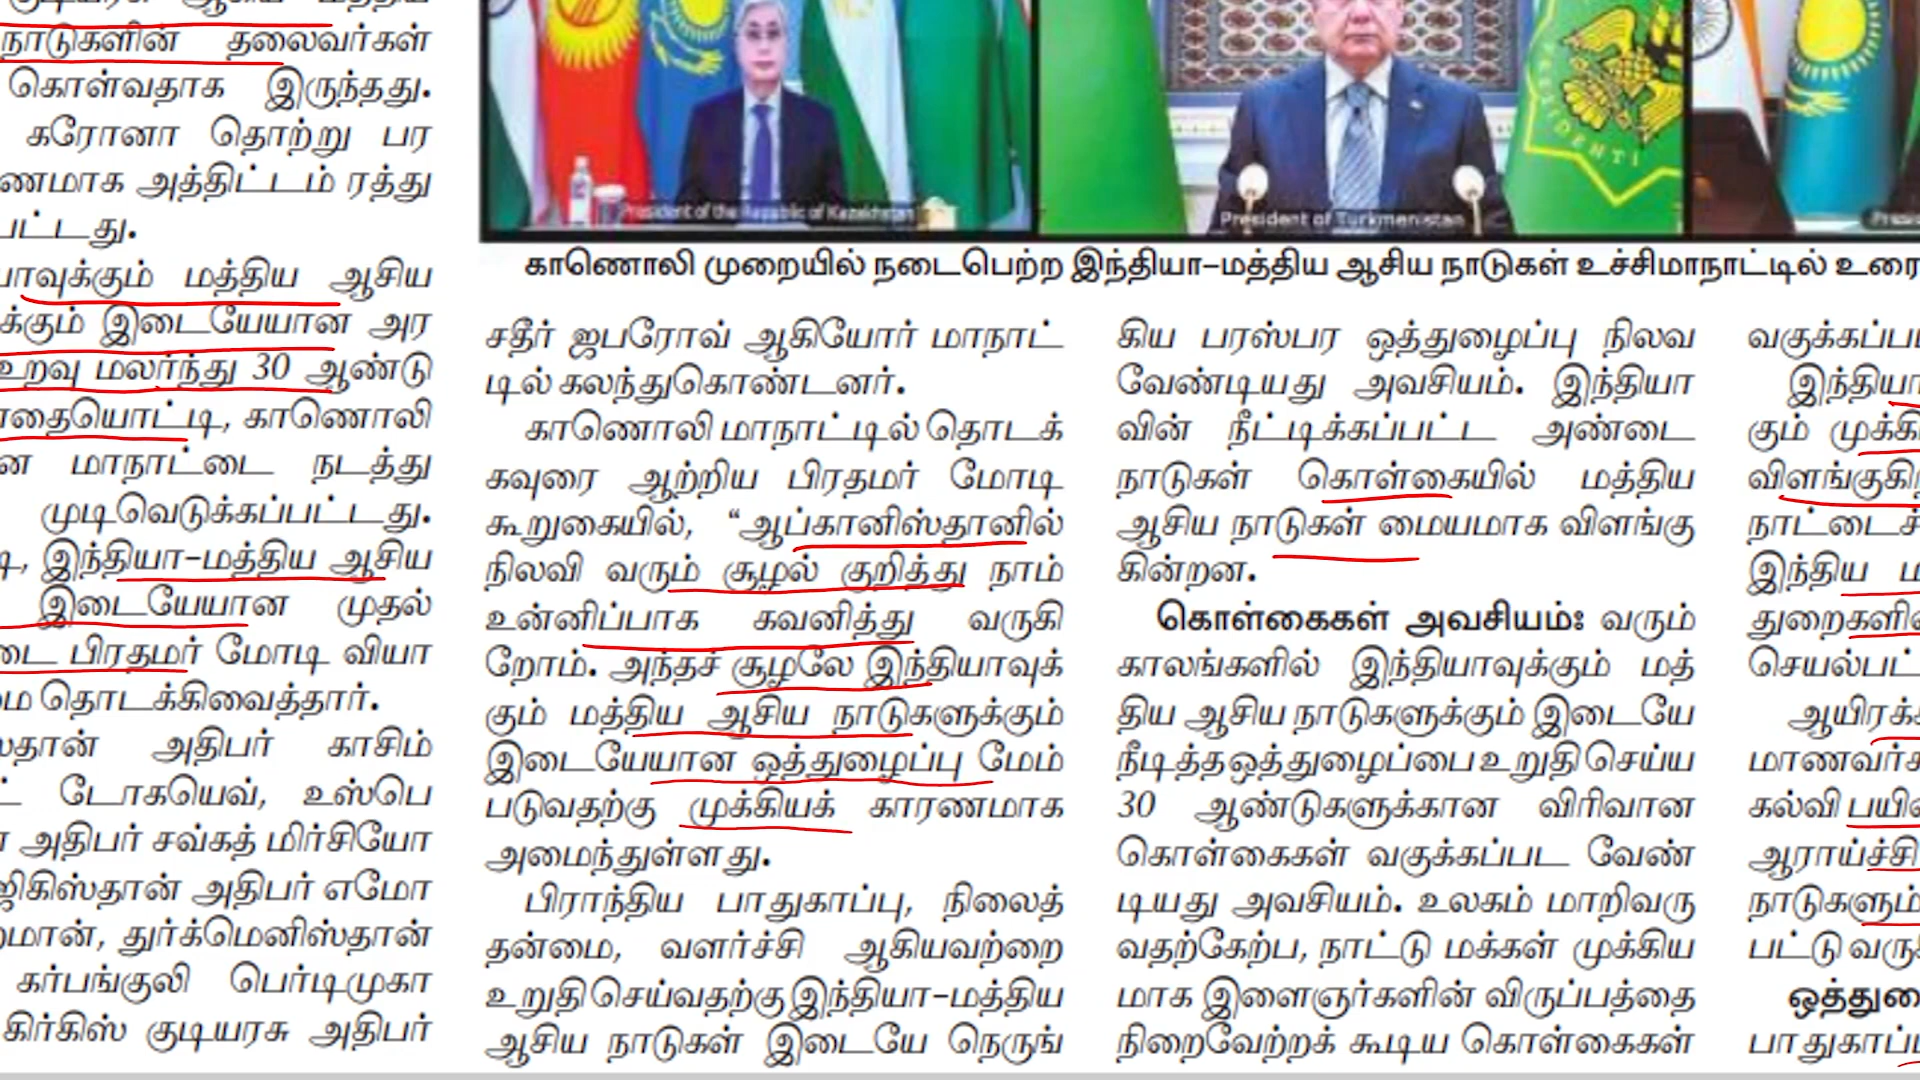 PRESIDENTI
President of the Republic of Kazakhstan
President of Turkmenistan
காணொலி முறையில் நடைபெற்ற இந்தியா-மத்திய ஆசிய நாடுகள் உச்சிமாநாட்டில் உரை
நாடுகளின் தலைவர்கள்
கொள்வதாக இருந்தது.
கரோனா தொற்று பர
ணமாக அத்திட்டம் ரத்து
பட்டது.
வுக்கும் மத்திய ஆசிய
க்கும் இடையேயான அர
உறவு மலர்ந்து 30 ஆண்டு
தையொட்டி, காணொலி
ன மாநாட்டை நடத்து
முடிவெடுக்கப்பட்டது.
டி, இந்தியா-மத்திய ஆசிய
இடையேயான முதல்
டை பிரதமர் மோடி வியா
மை தொடக்கிவைத்தார்.
ஸ்தான் அதிபர் காசிம்
ட் டோகயெவ், உஸ்பெ
அதிபர் சவ்கத் மிர்சியோ
ஜிகிஸ்தான் அதிபர் எமோ
ஹ்மான், துர்க்மெனிஸ்தான்
கர்பங்குலி பெர்டிமுகா
கிர்கிஸ் குடியரசு அதிபர்
சதீர் ஜபரோவ் ஆகியோர் மாநாட்
டில் கலந்துகொண்டனர்.
காணொலி மாநாட்டில் தொடக்
கவுரை ஆற்றிய பிரதமர் மோடி
கூறுகையில், “ஆப்கானிஸ்தானில்
நிலவி வரும் சூழல் குறித்து நாம்
உன்னிப்பாக கவனித்து வருகி
றோம். அந்தச் சூழலே இந்தியாவுக்
கும் மத்திய ஆசிய நாடுகளுக்கும்
இடையேயான ஒத்துழைப்பு மேம்
படுவதற்கு முக்கியக் காரணமாக
அமைந்துள்ளது.
பிராந்திய பாதுகாப்பு, நிலைத்
தன்மை, வளர்ச்சி ஆகியவற்றை
உறுதிசெய்வதற்கு இந்தியா-மத்திய
ஆசிய நாடுகள் இடையே நெருங்
கிய பரஸ்பர ஒத்துழைப்பு நிலவ
வேண்டியது அவசியம். இந்தியா
வின் நீட்டிக்கப்பட்ட அண்டை
நாடுகள் கொள்கையில் மத்திய
ஆசிய நாடுகள் மையமாக விளங்கு
கின்றன.
கொள்கைகள் அவசியம்: வரும்
காலங்களில் இந்தியாவுக்கும் மத்
திய ஆசிய நாடுகளுக்கும் இடையே
நீடித்த ஒத்துழைப்பை உறுதி செய்ய
30 ஆண்டுகளுக்கான விரிவான
கொள்கைகள் வகுக்கப்பட வேண்
டியது அவசியம். உலகம் மாறிவரு
வதற்கேற்ப, நாட்டு மக்கள் முக்கிய
மாக இளைஞர்களின் விருப்பத்தை
நிறைவேற்றக் கூடிய கொள்கைகள்
வகுக்கப்ப
இந்தியா
கும் முக்கி
விளங்குகி
நாட்டைச்
இந்திய ம
துறைகளில்
செயல்பட்
ஆயிரக்க
மாணவர்க
கல்வி பயி
ஆராய்ச்சி
நாடுகளும்
பட்டு வரு
ஒத்துழை
பாதுகாப்ப